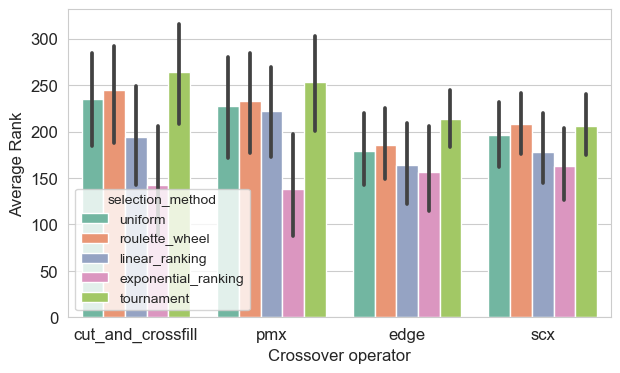 300
250
200
150
100
50
0
Average Rank
selection_method
uniform
roulette_wheel
linear_ranking
exponential_ranking
tournament
cut_and_crossfill pmx edge scx
Crossover operator